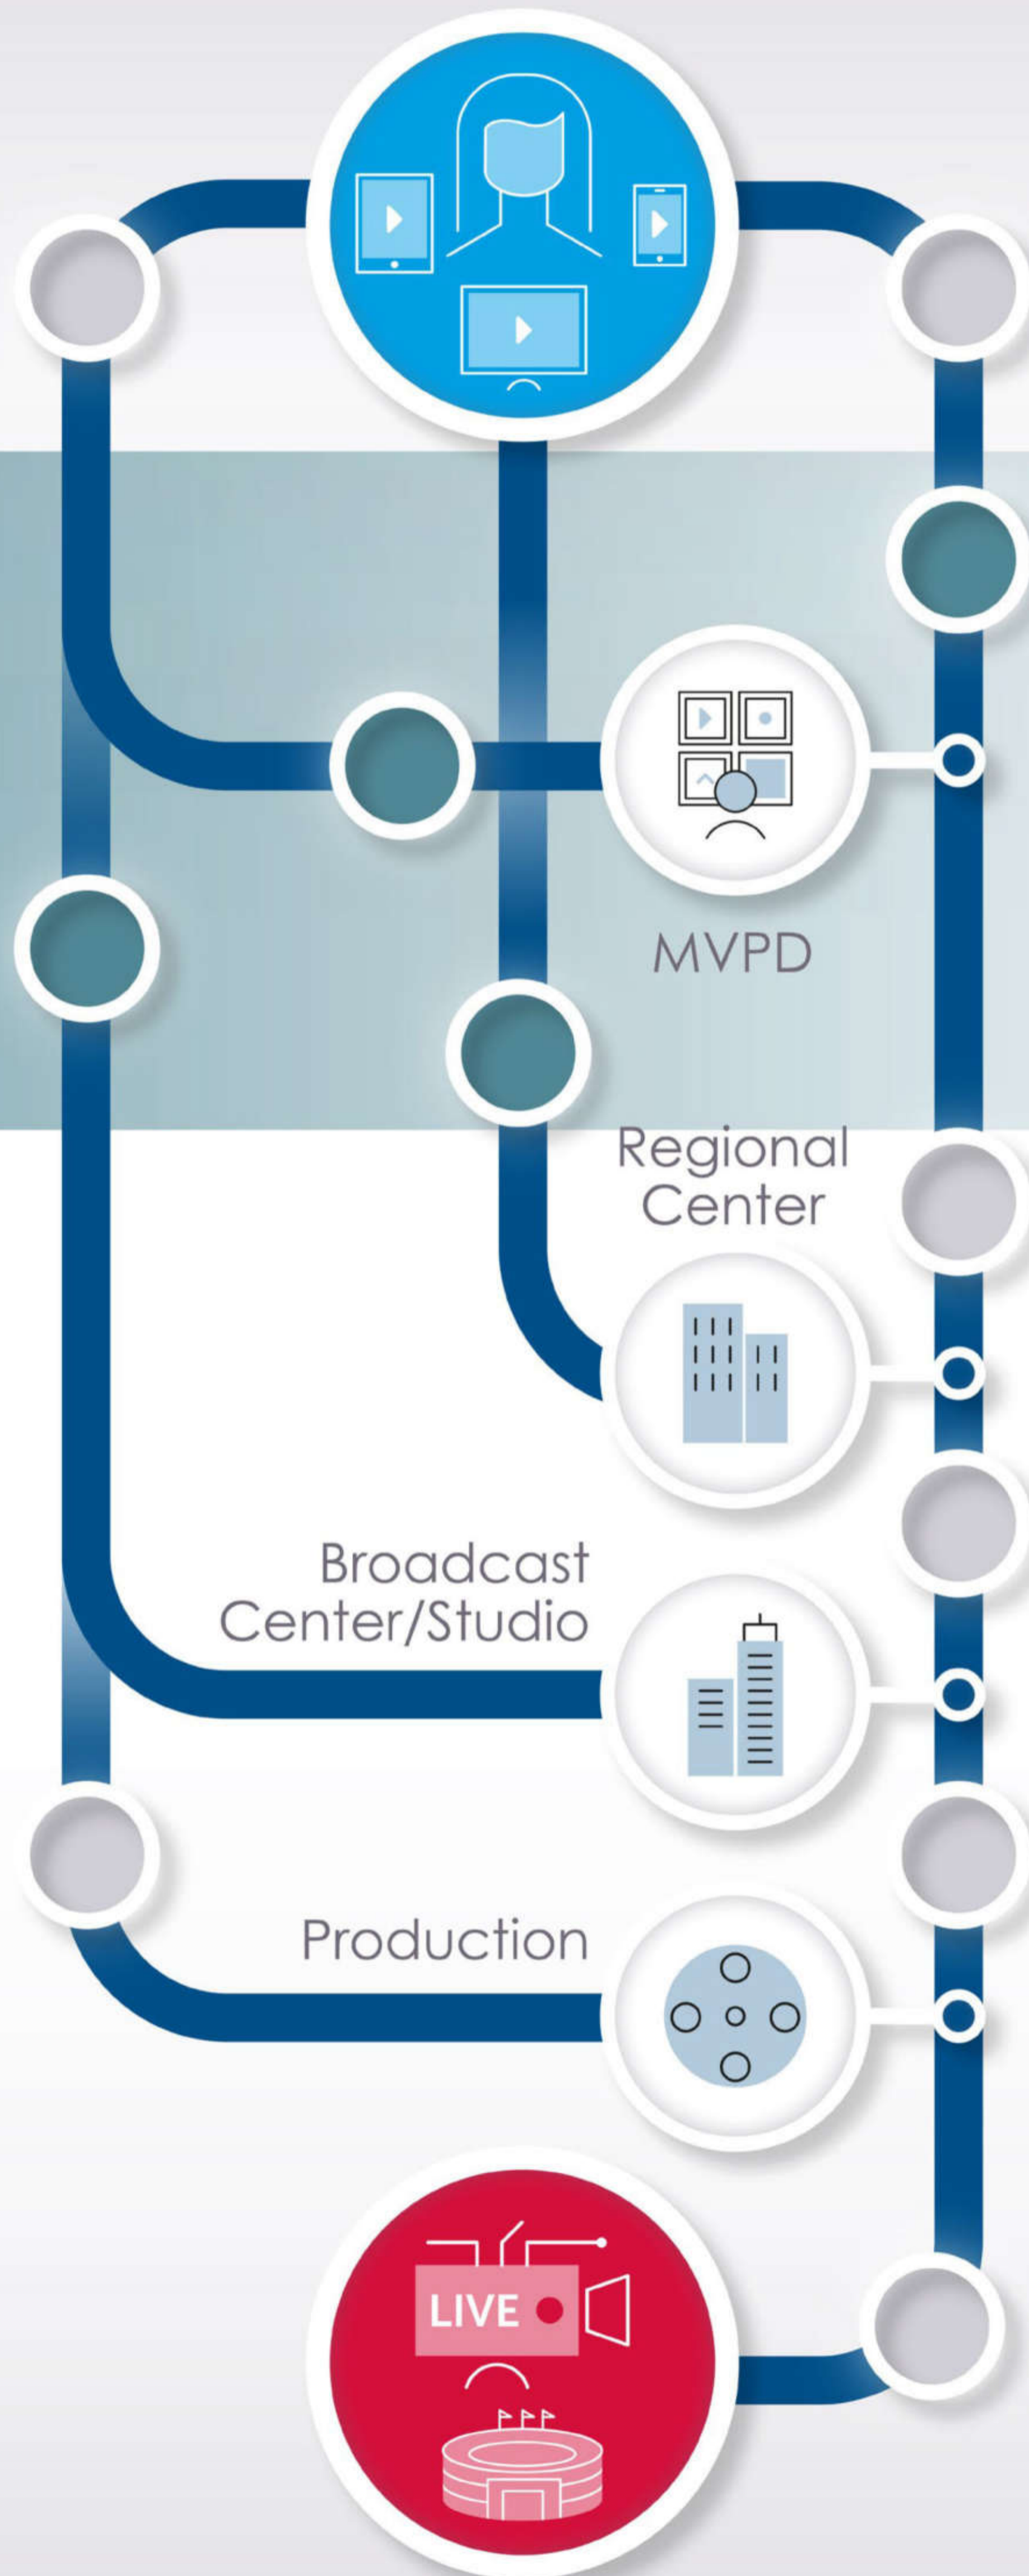 MVPD
Regional
Center
Broadcast
Center/Studio
Production
LIVE